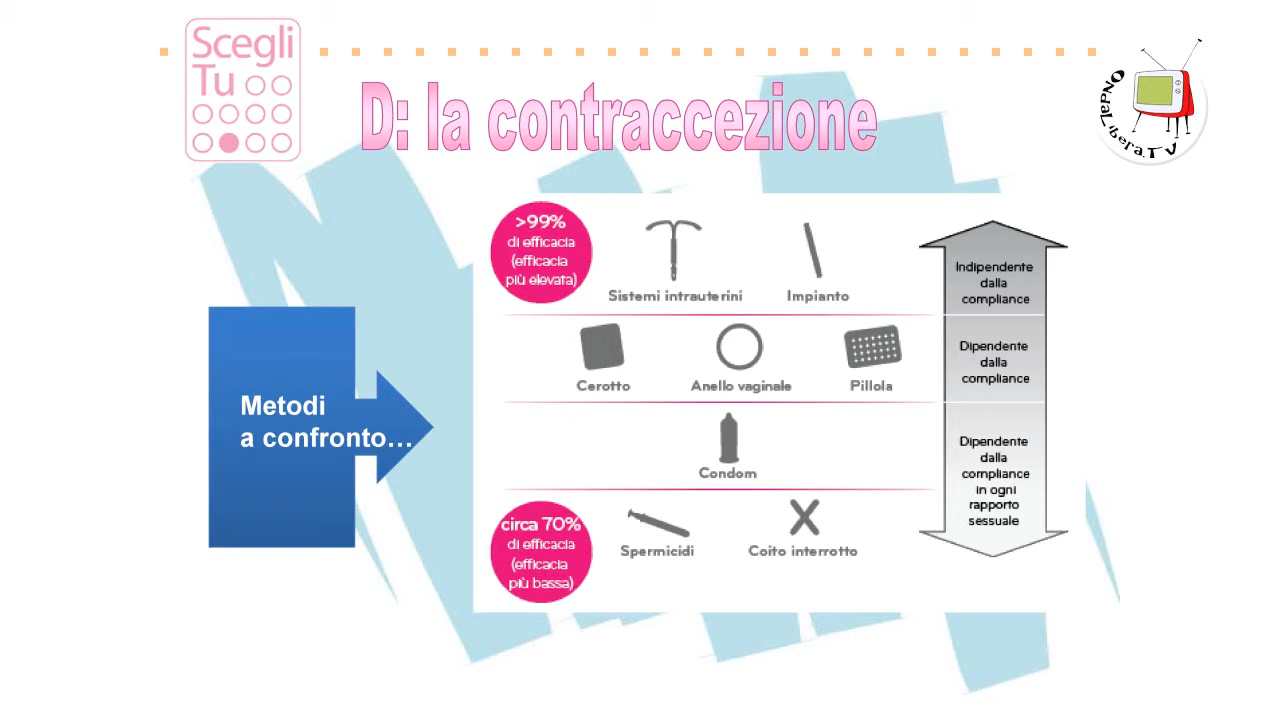 Scegli
Tu
D: la contraccezione
OndaLibera.TV
>99%
di efficacia
(efficacia
più elevata)
Sistemi intrauterini
Impianto
Indipendente
dalla
compliance
Cerotto
Anello vaginale
Pillola
Dipendente
dalla
compliance
Metodi
a confronto...
Condom
Dipendente
dalla
compliance
in ogni
rapporto
sessuale
circa 70%
di efficacia
(efficacia
più bassa)
Spermicidi
Coito interrotto